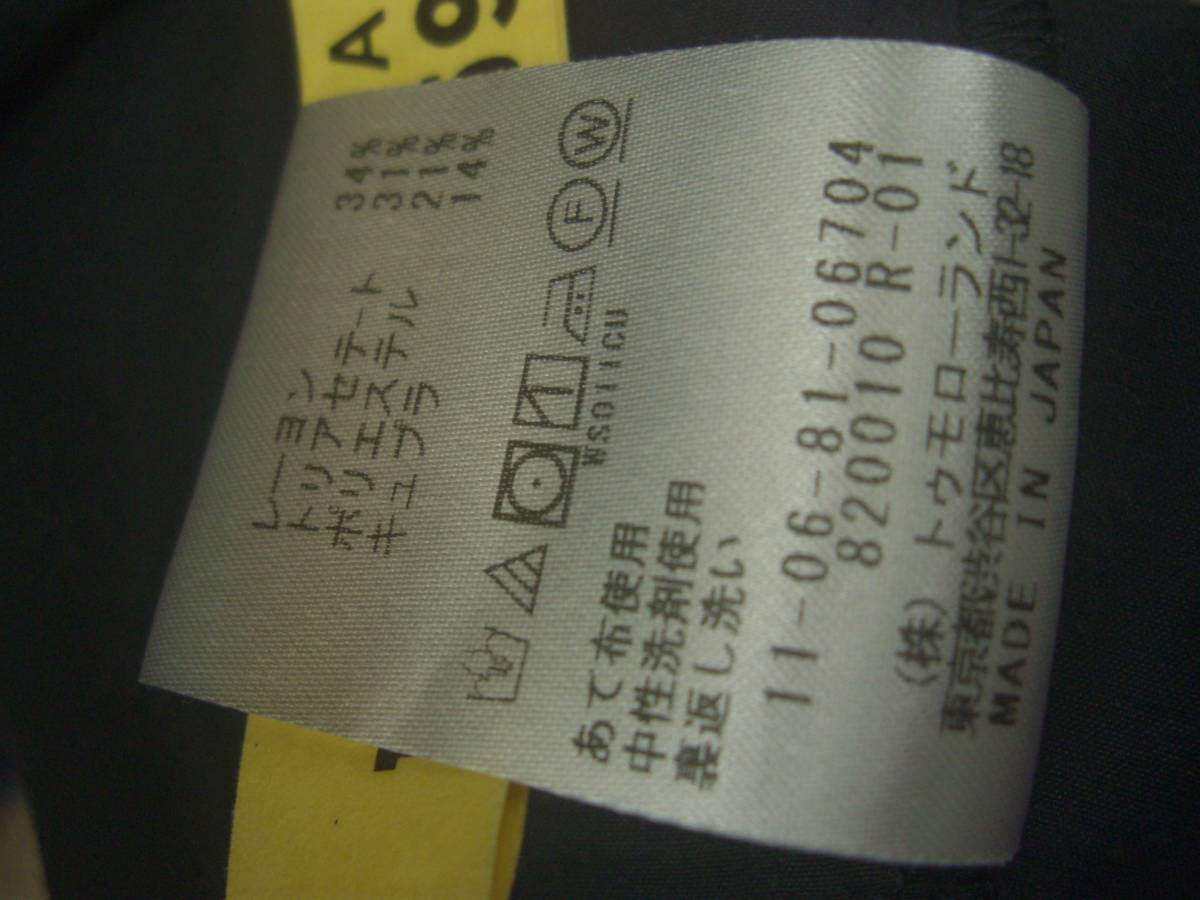 レーヨン 34%
トリアセテート 31%
ポリエステル 21%
キュプラ 14%
F W
WS011CU
あて布使用
中性洗剤使用
裏返し洗い
11-06-81-06704
820010 R-01
(株) トゥモローランド
東京都渋谷区恵比寿西1-32-18
MADE IN JAPAN
A